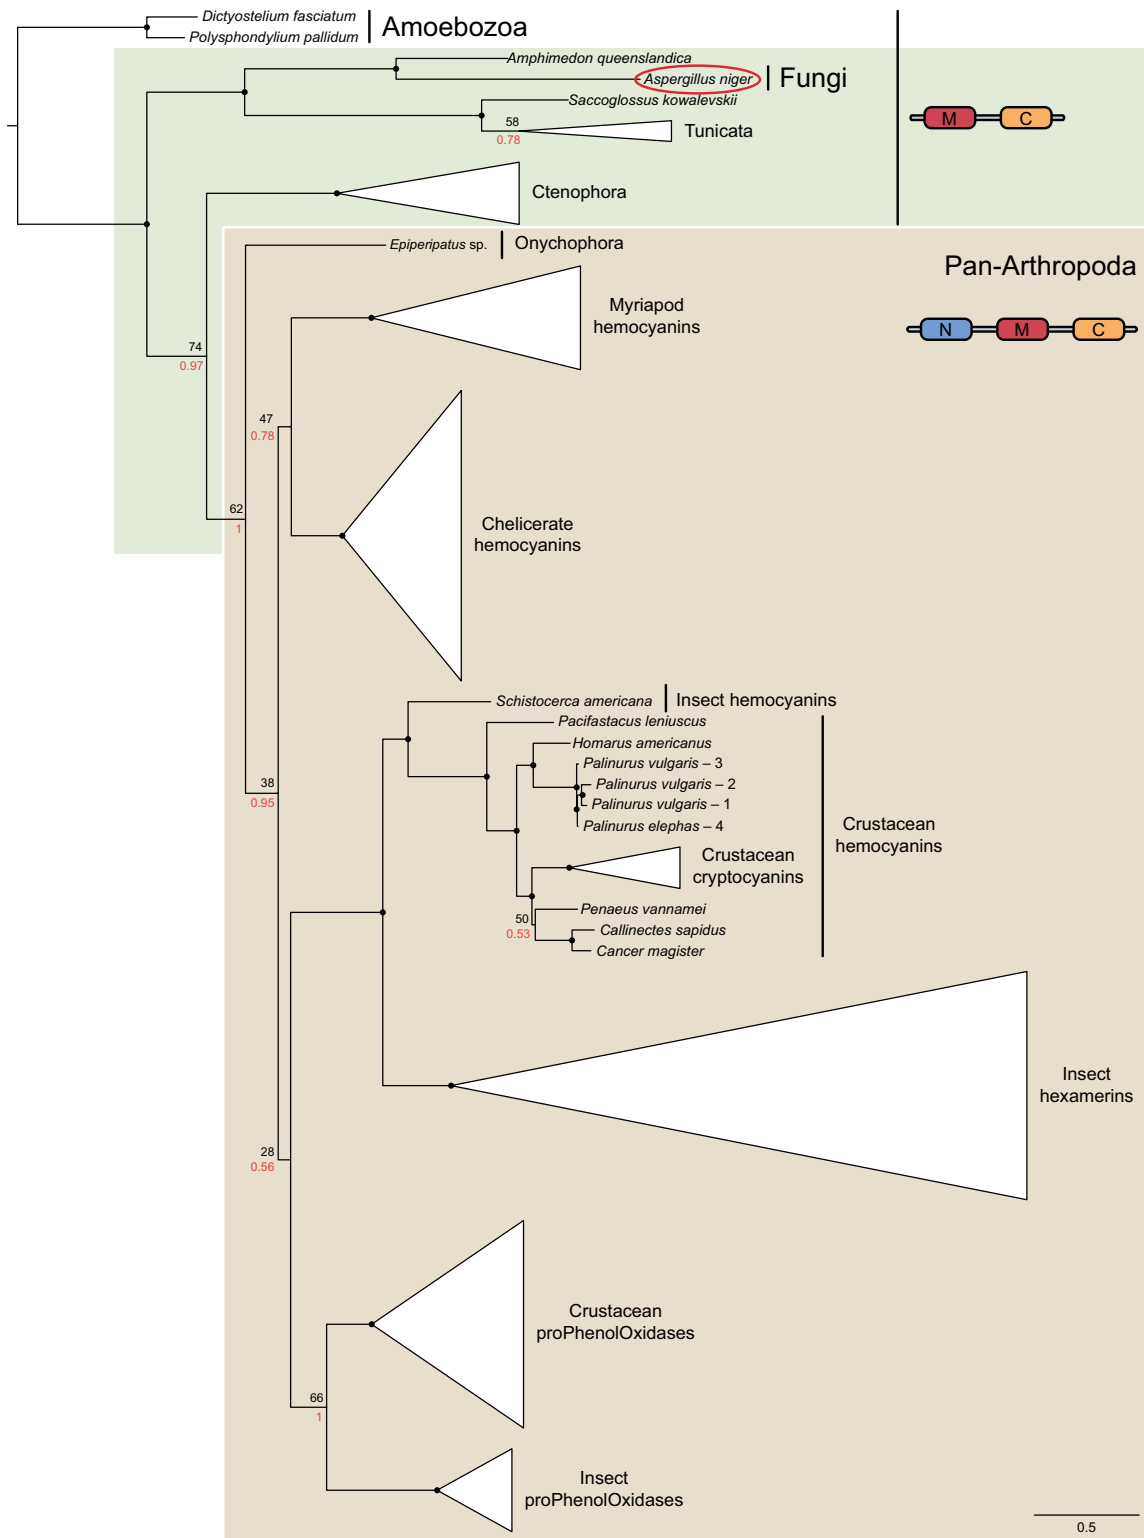 Dictyostelium fasciatum
Polysphondylium pallidum
Amoebozoa
Amphimedon queenslandica
Aspergillus niger
Fungi
Saccoglossus kowalevskii
58
0.78
Tunicata
M C
Ctenophora
Epiperipatus sp.
Onychophora
Pan-Arthropoda
N M C
Myriapod
hemocyanins
74
0.97
47
0.78
62
1
Chelicerate
hemocyanins
Schistocerca americana
Insect hemocyanins
Pacifastacus leniuscus
Homarus americanus
Palinurus vulgaris – 3
38
0.95
Palinurus vulgaris – 2
Palinurus vulgaris – 1
Palinurus elephas – 4
Crustacean
hemocyanins
Crustacean
cryptocyanins
Penaeus vannamei
50
0.53
Callinectes sapidus
Cancer magister
Insect
hexamerins
28
0.56
Crustacean
proPhenolOxidases
66
1
Insect
proPhenolOxidases
0.5